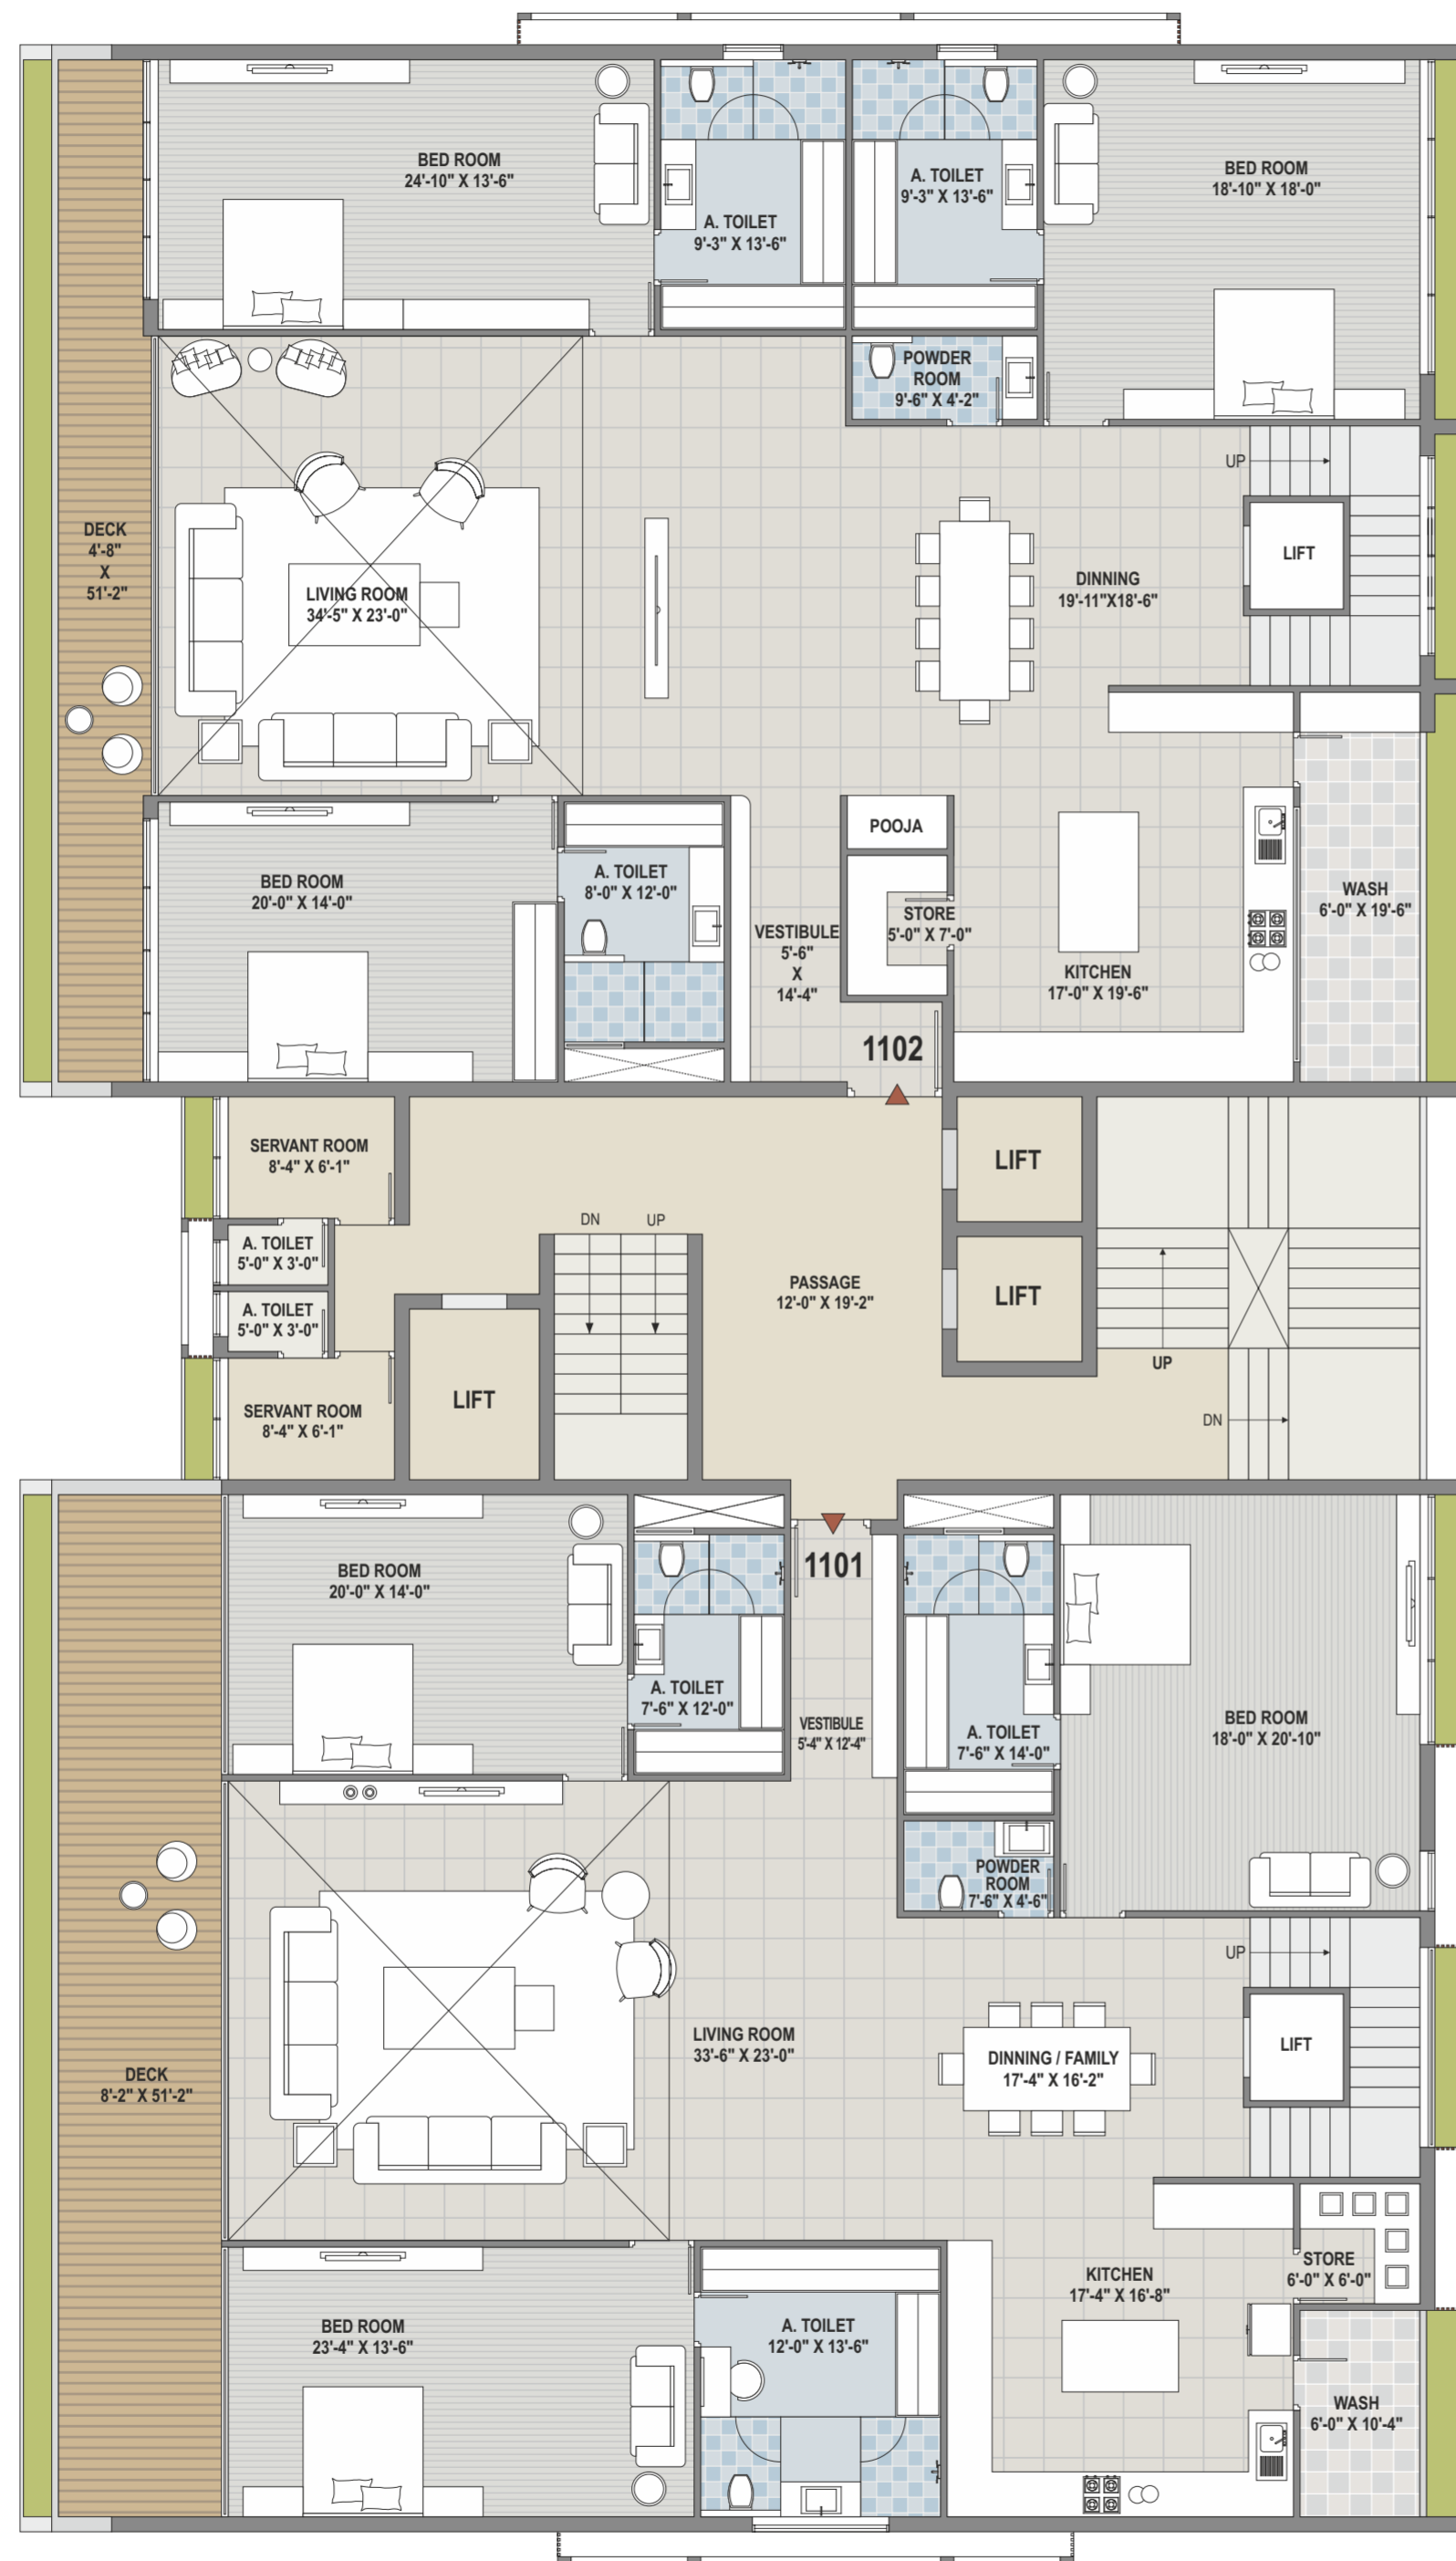 BED ROOM
24'-10" X 13'-6"
A. TOILET
9'-3" X 13'-6"
A. TOILET
9'-3" X 13'-6"
BED ROOM
18'-10" X 18'-0"
POWDER
ROOM
9'-6" X 4'-2"
UP
LIFT
DECK
4'-8"
X
51'-2"
LIVING ROOM
34'-5" X 23'-0"
DINNING
19'-11"X18'-6"
BED ROOM
20'-0" X 14'-0"
A. TOILET
8'-0" X 12'-0"
VESTIBULE
5'-6"
X
14'-4"
POOJA
STORE
5'-0" X 7'-0"
KITCHEN
17'-0" X 19'-6"
WASH
6'-0" X 19'-6"
1102
SERVANT ROOM
8'-4" X 6'-1"
A. TOILET
5'-0" X 3'-0"
A. TOILET
5'-0" X 3'-0"
SERVANT ROOM
8'-4" X 6'-1"
LIFT
DN UP
PASSAGE
12'-0" X 19'-2"
LIFT
LIFT
UP
DN
1101
BED ROOM
20'-0" X 14'-0"
A. TOILET
7'-6" X 12'-0"
VESTIBULE
5'-4" X 12'-4"
A. TOILET
7'-6" X 14'-0"
BED ROOM
18'-0" X 20'-10"
POWDER
ROOM
7'-6" X 4'-6"
UP
LIFT
DECK
8'-2" X 51'-2"
LIVING ROOM
33'-6" X 23'-0"
DINNING / FAMILY
17'-4" X 16'-2"
KITCHEN
17'-4" X 16'-8"
STORE
6'-0" X 6'-0"
BED ROOM
23'-4" X 13'-6"
A. TOILET
12'-0" X 13'-6"
WASH
6'-0" X 10'-4"